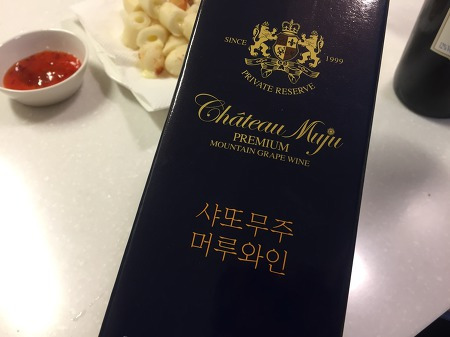 SINCE 1999
PRIVATE RESERVE
Château Muju
PREMIUM
MOUNTAIN GRAPE WINE
샤또무주
머루와인